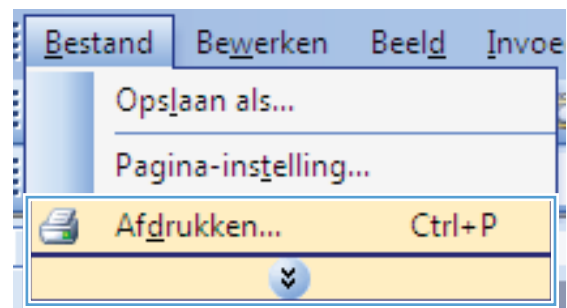 Bestand Bewerken Beeld Invoe
Opslaan als...
Pagina-instelling...
Afdrukken... Ctrl+P